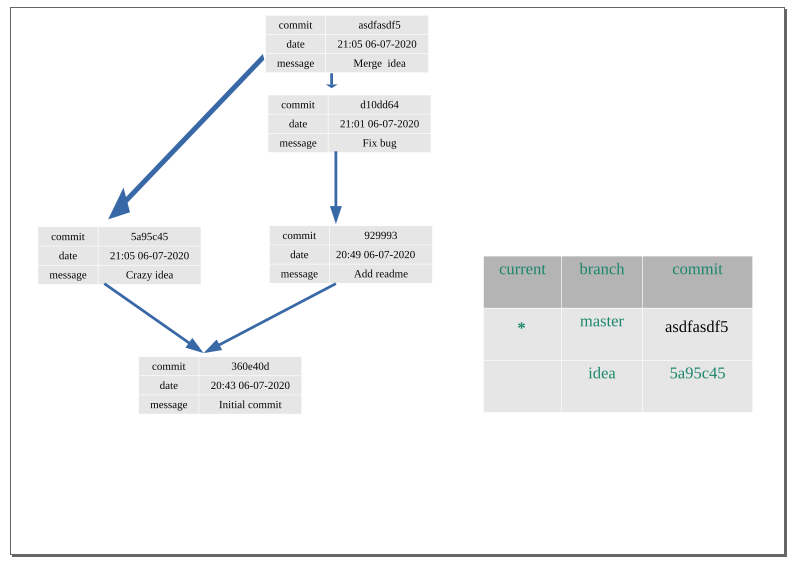 commit asdfasdf5
date 21:05 06-07-2020
message Merge idea
commit d10dd64
date 21:01 06-07-2020
message Fix bug
commit 5a95c45
date 21:05 06-07-2020
message Crazy idea
commit 929993
date 20:49 06-07-2020
message Add readme
commit 360e40d
date 20:43 06-07-2020
message Initial commit
current branch commit
* master asdfasdf5
idea 5a95c45